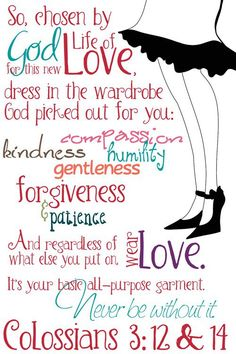 So, chosen by
God Life of
for this new Love,
dress in the wardrobe
God picked out for you:
compassion
kindness humility
gentleness
forgiveness
& patience
And regardless of
what else you put on, wear Love.
It's your basic all-purpose garment.
Never be without it.
Colossians 3:12 & 14